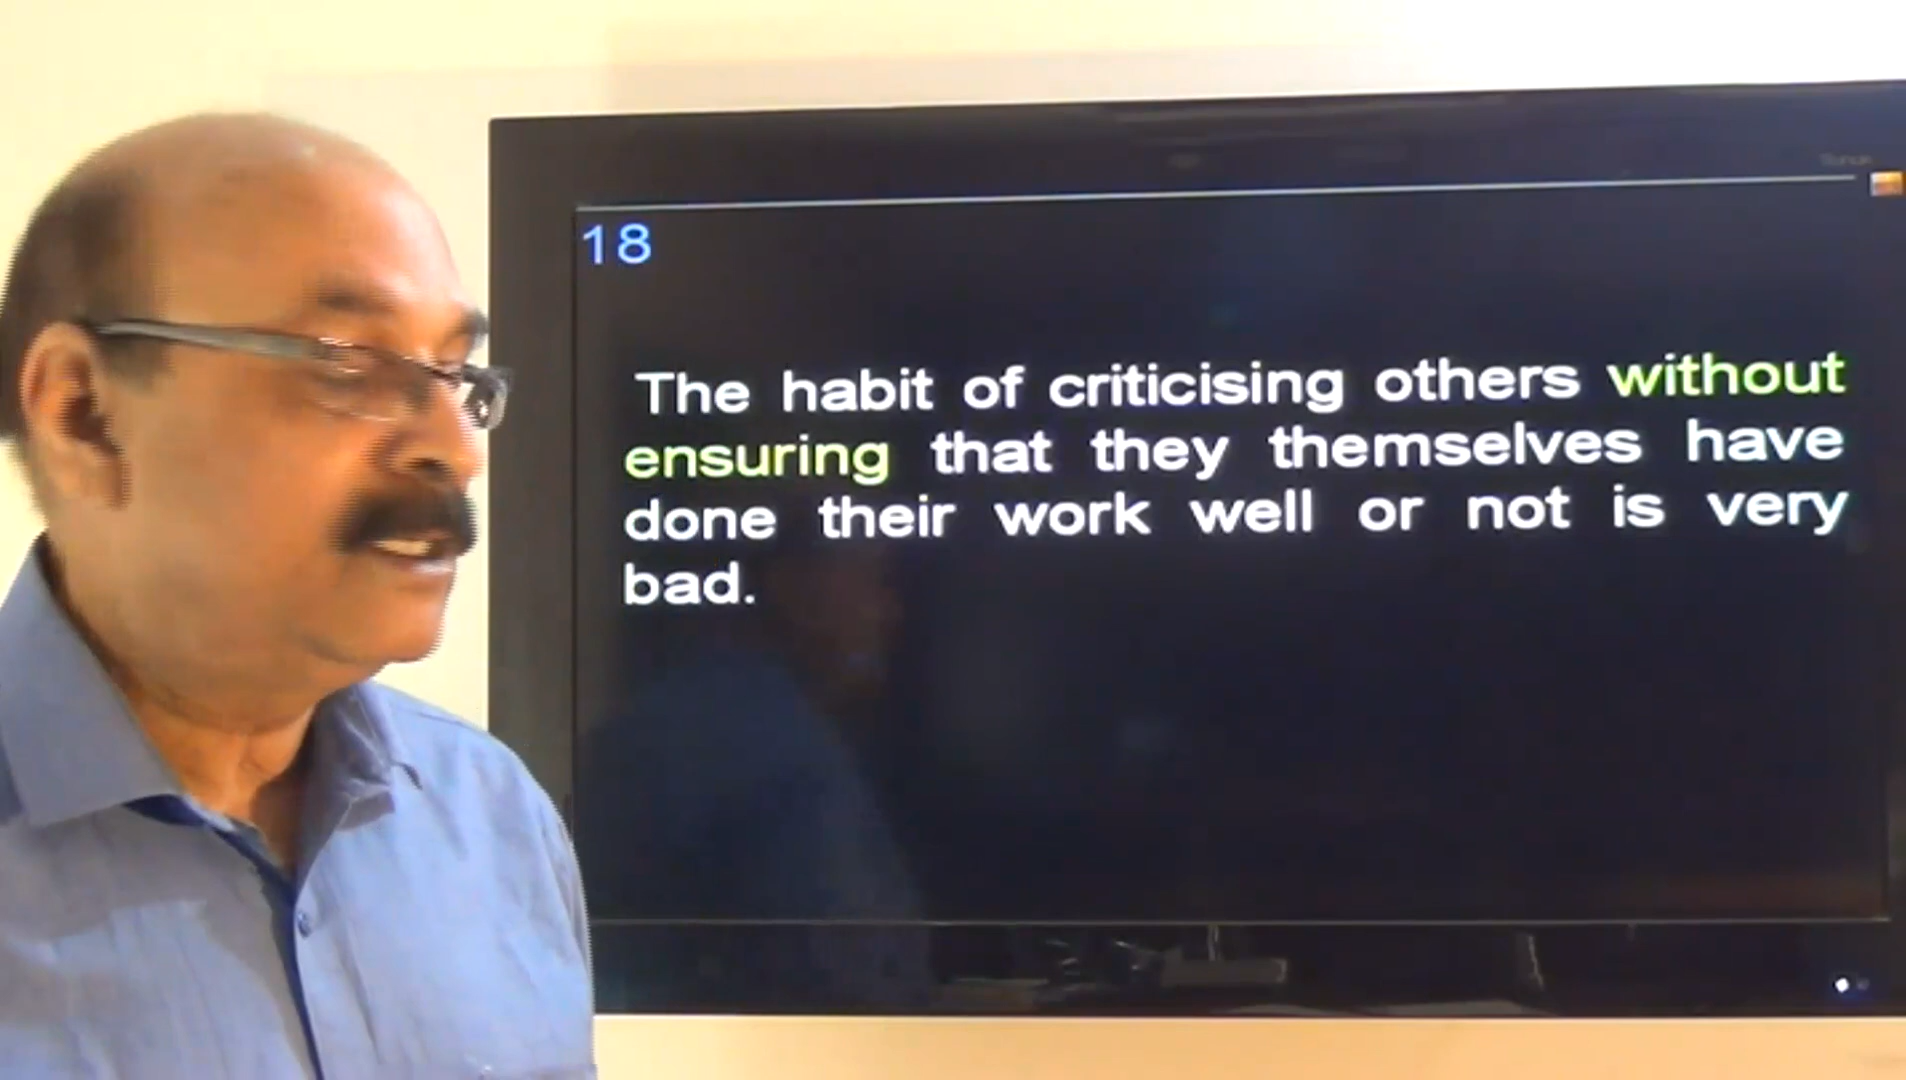 18
The habit of criticising others without
ensuring that they themselves have
done their work well or not is very
bad.